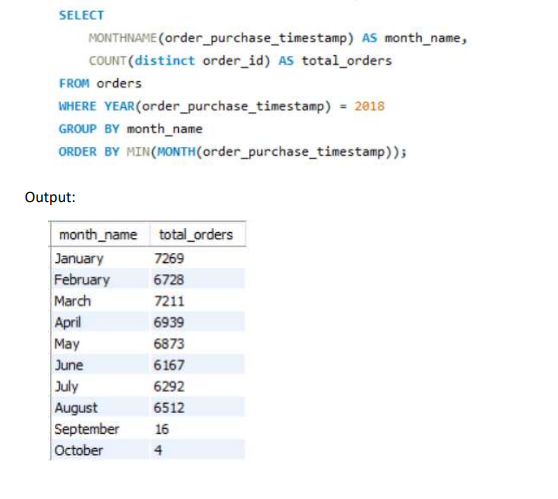 SELECT
MONTHNAME(order_purchase_timestamp) AS month_name,
COUNT(distinct order_id) AS total_orders
FROM orders
WHERE YEAR(order_purchase_timestamp) = 2018
GROUP BY month_name
ORDER BY MIN(MONTH(order_purchase_timestamp));
Output:
month_name total_orders
January 7269
February 6728
March 7211
April 6939
May 6873
June 6167
July 6292
August 6512
September 16
October 4